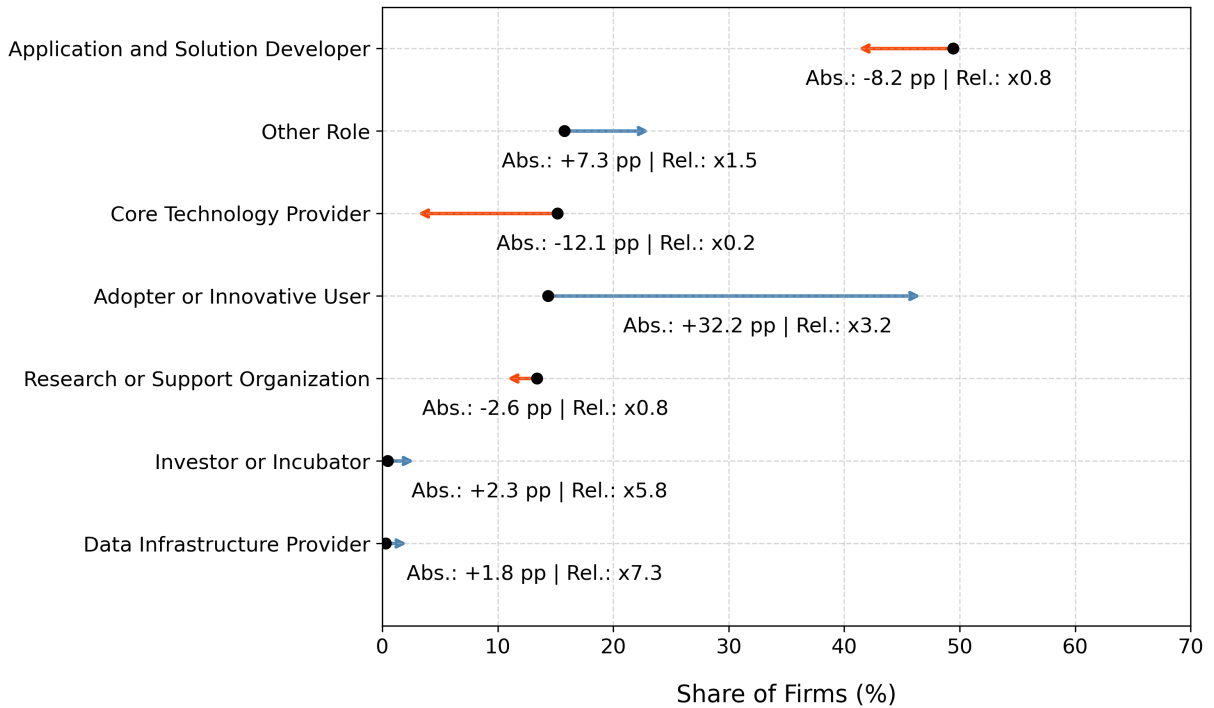 Application and Solution Developer
Abs.: -8.2 pp | Rel.: x0.8
Other Role
Abs.: +7.3 pp | Rel.: x1.5
Core Technology Provider
Abs.: -12.1 pp | Rel.: x0.2
Adopter or Innovative User
Abs.: +32.2 pp | Rel.: x3.2
Research or Support Organization
Abs.: -2.6 pp | Rel.: x0.8
Investor or Incubator
Abs.: +2.3 pp | Rel.: x5.8
Data Infrastructure Provider
Abs.: +1.8 pp | Rel.: x7.3
0 10 20 30 40 50 60 70
Share of Firms (%)